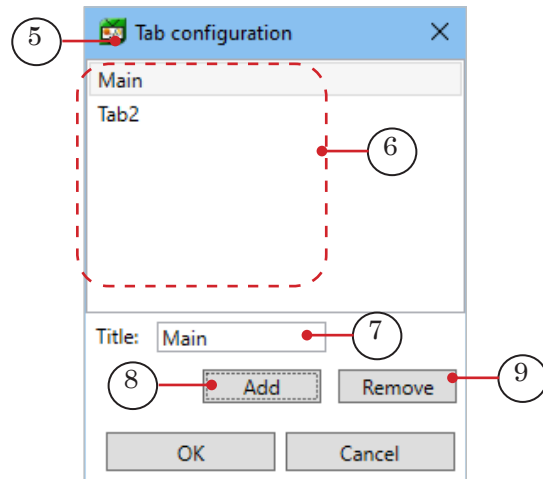 5
Tab configuration
Main
Tab2
6
Title: Main
7
8
Add
Remove
9
OK
Cancel